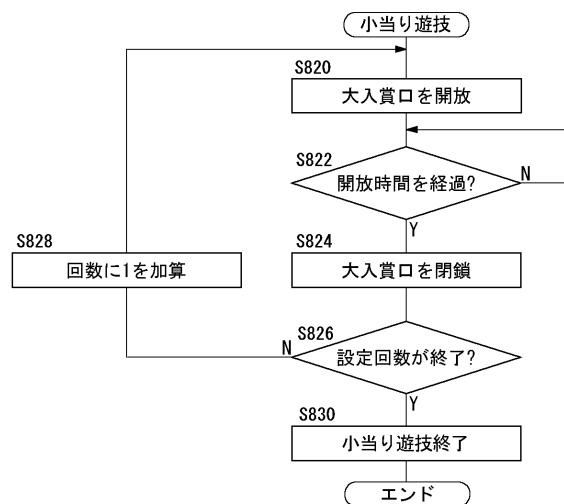 小当り遊技
S820
大入賞口を開放
S822
開放時間を経過?
N
Y
S824
大入賞口を閉鎖
S828
回数に1を加算
S826
設定回数が終了?
N
Y
S830
小当り遊技終了
エンド